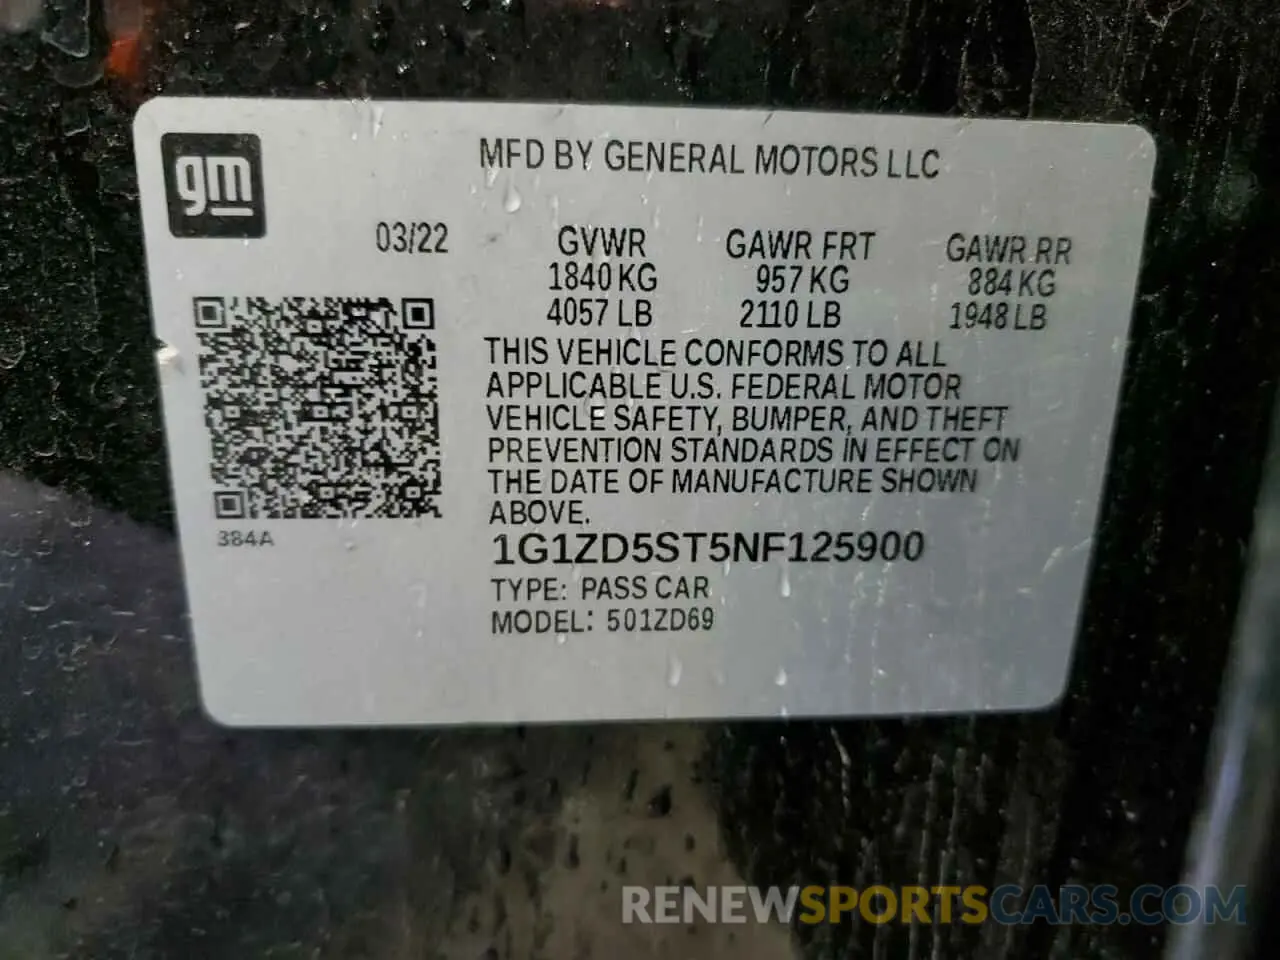 gm
MFD BY GENERAL MOTORS LLC
03/22
GVWR GAWR FRT GAWR RR
1840 KG 957 KG 884 KG
4057 LB 2110 LB 1948 LB
THIS VEHICLE CONFORMS TO ALL
APPLICABLE U.S. FEDERAL MOTOR
VEHICLE SAFETY, BUMPER, AND THEFT
PREVENTION STANDARDS IN EFFECT ON
THE DATE OF MANUFACTURE SHOWN
ABOVE.
384A
1G1ZD5ST5NF125900
TYPE: PASS CAR
MODEL: 501ZD69
RENEWSPORTSCARS.COM